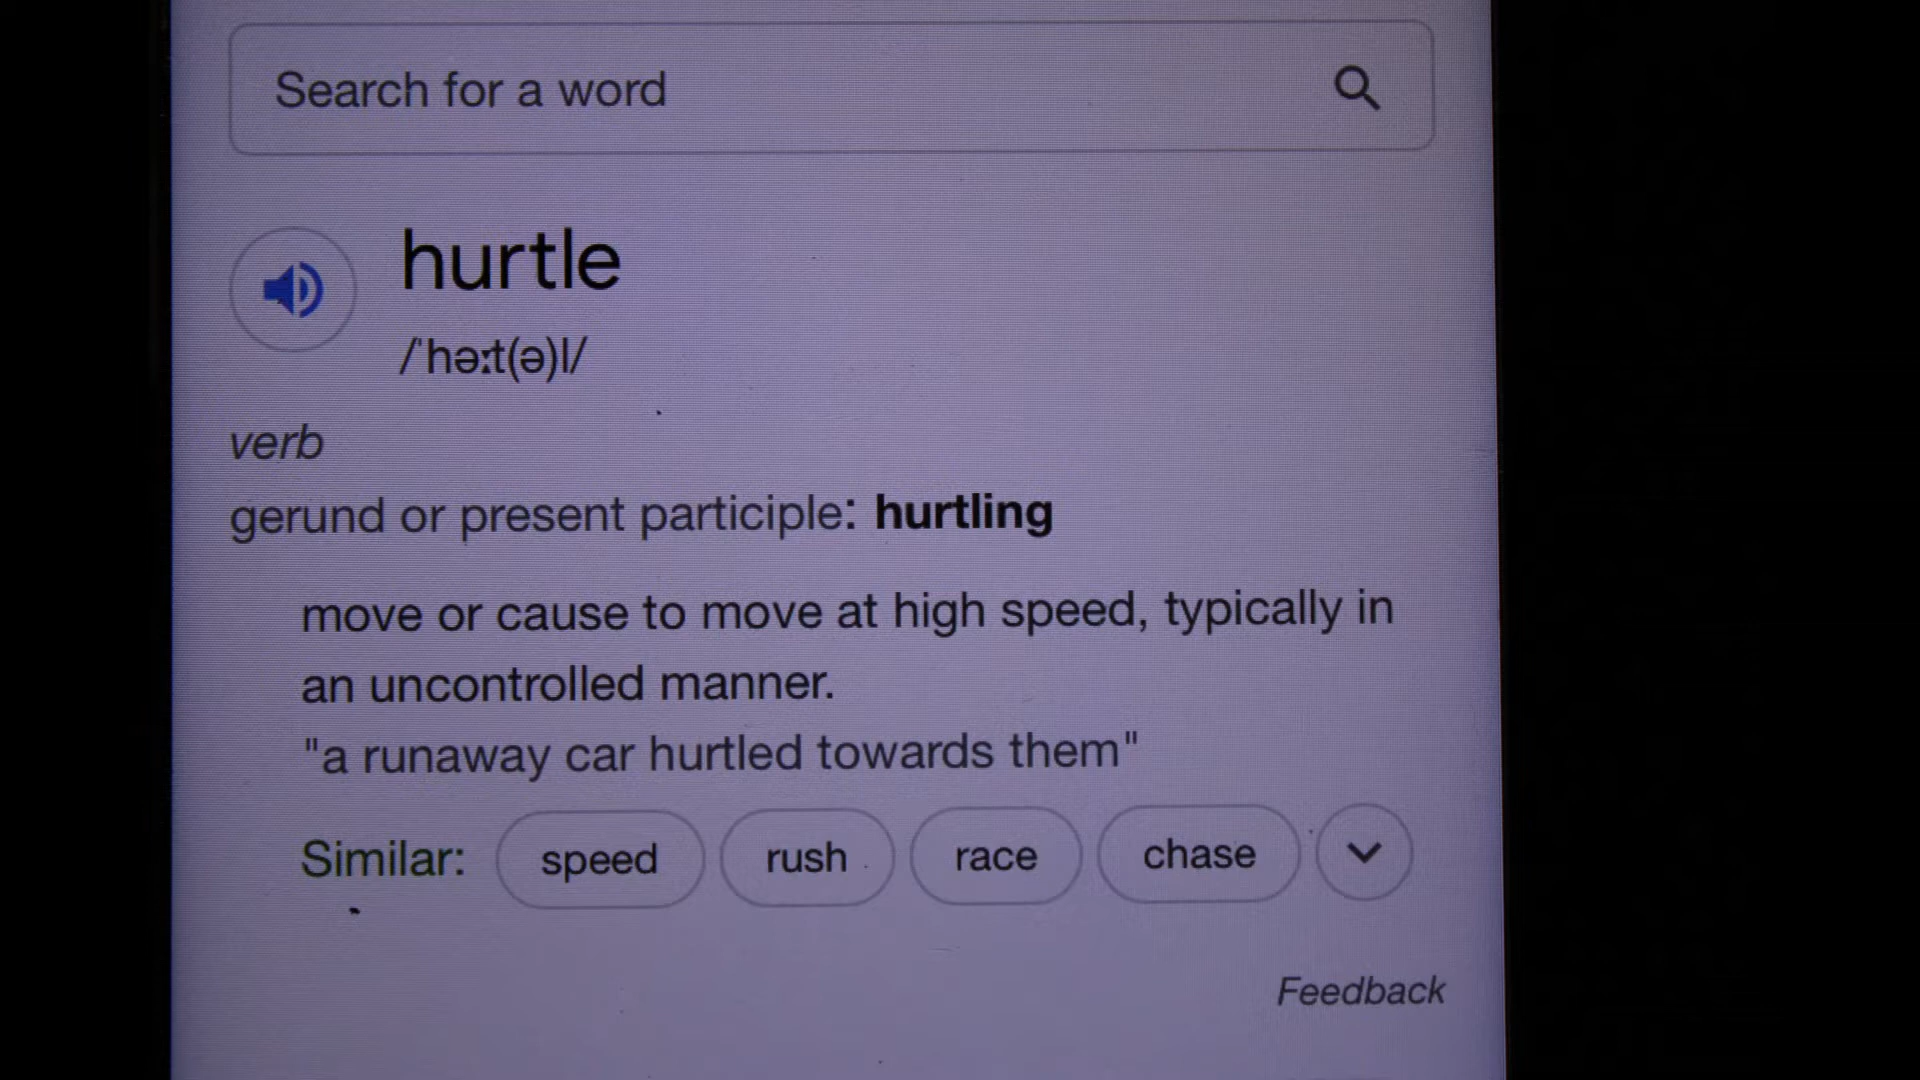 Search for a word
hurtle
/ˈhəːt(ə)l/
verb
gerund or present participle: hurtling
move or cause to move at high speed, typically in
an uncontrolled manner.
"a runaway car hurtled towards them"
Similar: speed rush race chase
Feedback